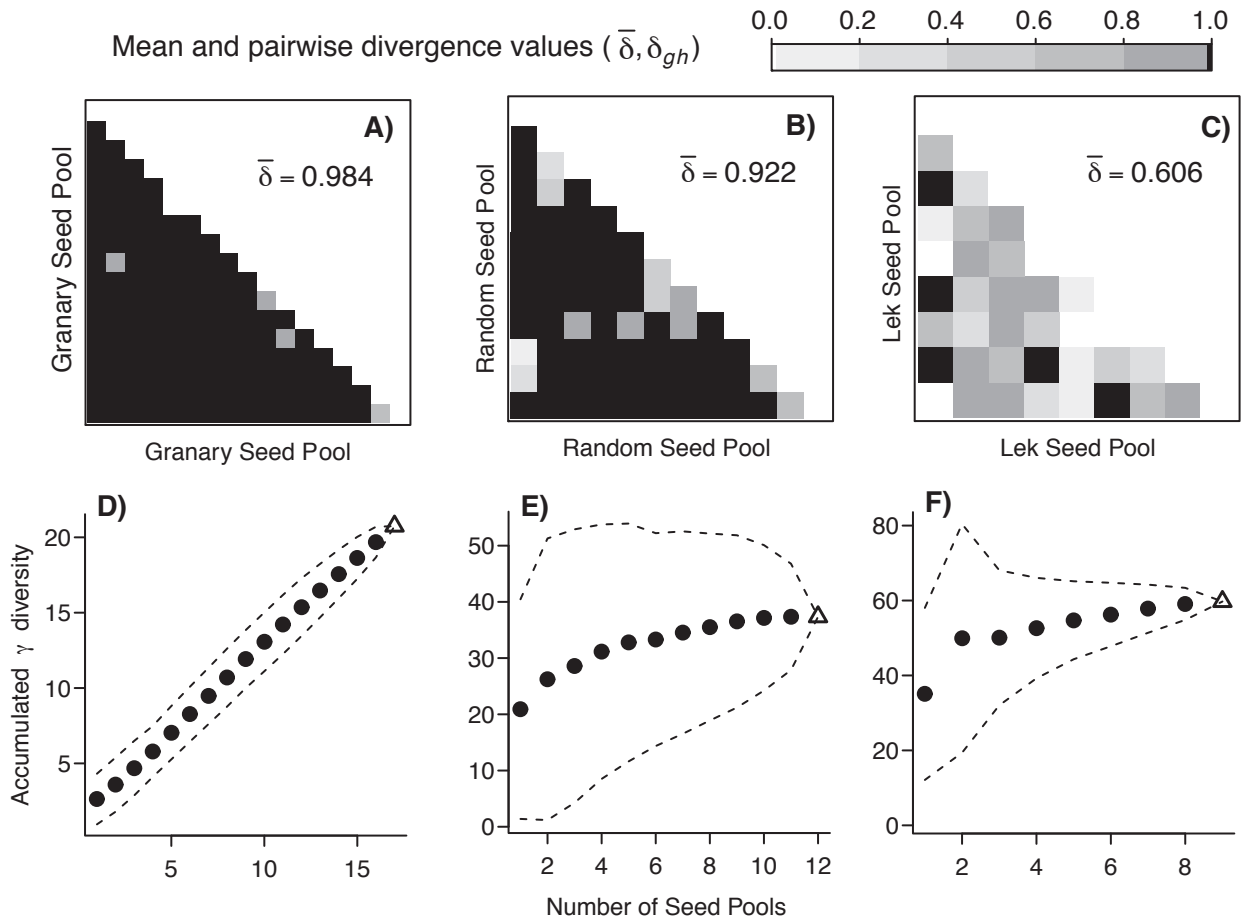 Mean and pairwise divergence values ( δ̅, δgh)
0.0 0.2 0.4 0.6 0.8 1.0
A)
δ̅ = 0.984
Granary Seed Pool
Granary Seed Pool
B)
δ̅ = 0.922
Random Seed Pool
Random Seed Pool
C)
δ̅ = 0.606
Lek Seed Pool
Lek Seed Pool
D)
Accumulated γ diversity
20
15
10
5
5 10 15
E)
50
40
30
20
10
0
2 4 6 8 10 12
F)
80
60
40
20
0
2 4 6 8
Number of Seed Pools